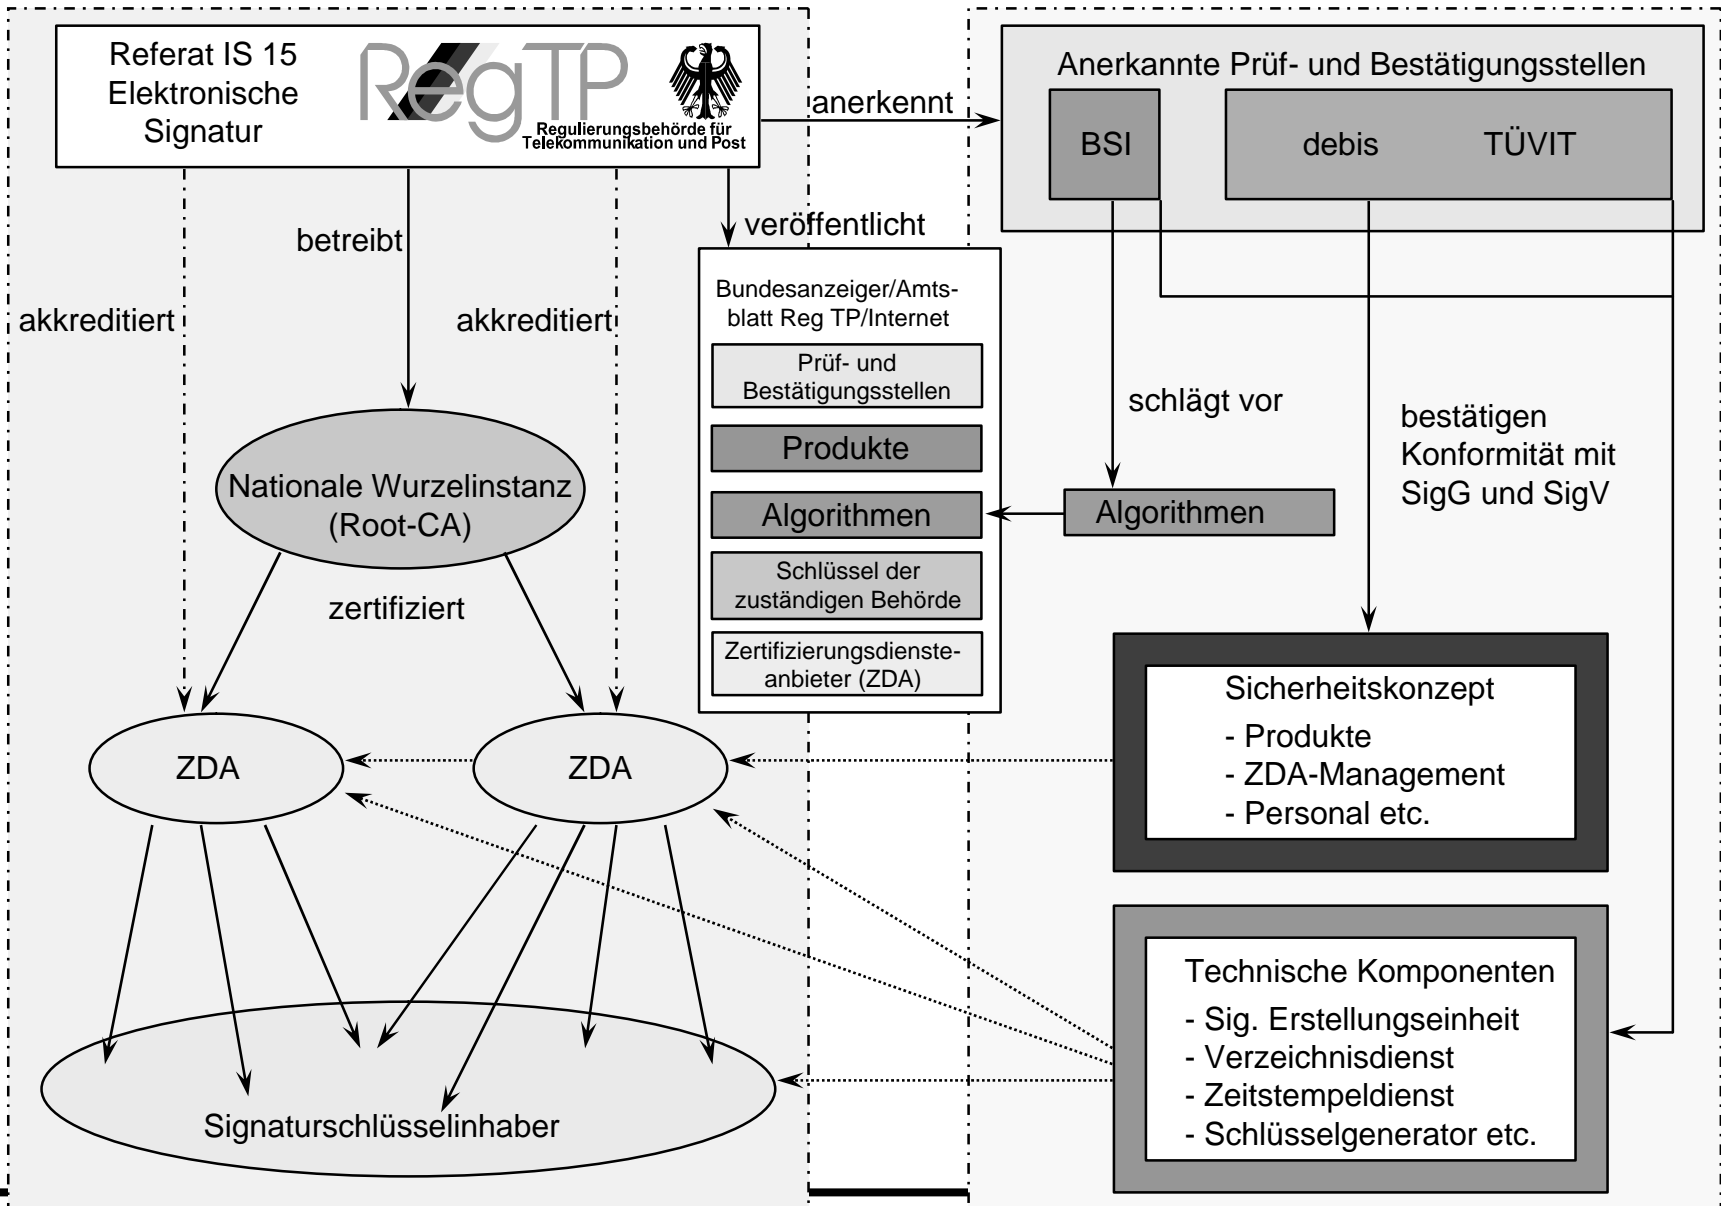 Referat IS 15
Elektronische
Signatur
RegTP
Regulierungsbehörde für
Telekommunikation und Post
anerkennt
Anerkannte Prüf- und Bestätigungsstellen
BSI
debis
TÜVIT
betreibt
veröffentlicht
akkreditiert
akkreditiert
Bundesanzeiger/Amts-
blatt Reg TP/Internet
Prüf- und
Bestätigungsstellen
Produkte
Algorithmen
Schlüssel der
zuständigen Behörde
Zertifizierungsdienste-
anbieter (ZDA)
schlägt vor
Algorithmen
bestätigen
Konformität mit
SigG und SigV
Nationale Wurzelinstanz
(Root-CA)
zertifiziert
ZDA
ZDA
Sicherheitskonzept
- Produkte
- ZDA-Management
- Personal etc.
Technische Komponenten
- Sig. Erstellungseinheit
- Verzeichnisdienst
- Zeitstempeldienst
- Schlüsselgenerator etc.
Signaturschlüsselinhaber